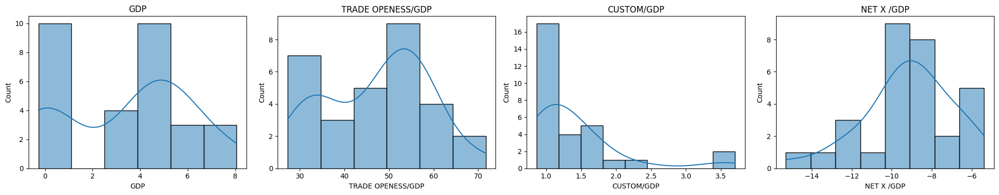 GDP
Count
10
8
6
4
2
0
0 2 4 6 8
GDP
TRADE OPENESS/GDP
Count
8
6
4
2
0
30 40 50 60 70
TRADE OPENESS/GDP
CUSTOM/GDP
Count
16
14
12
10
8
6
4
2
0
1.0 1.5 2.0 2.5 3.0 3.5
CUSTOM/GDP
NET X /GDP
Count
8
6
4
2
0
−14 −12 −10 −8 −6
NET X /GDP